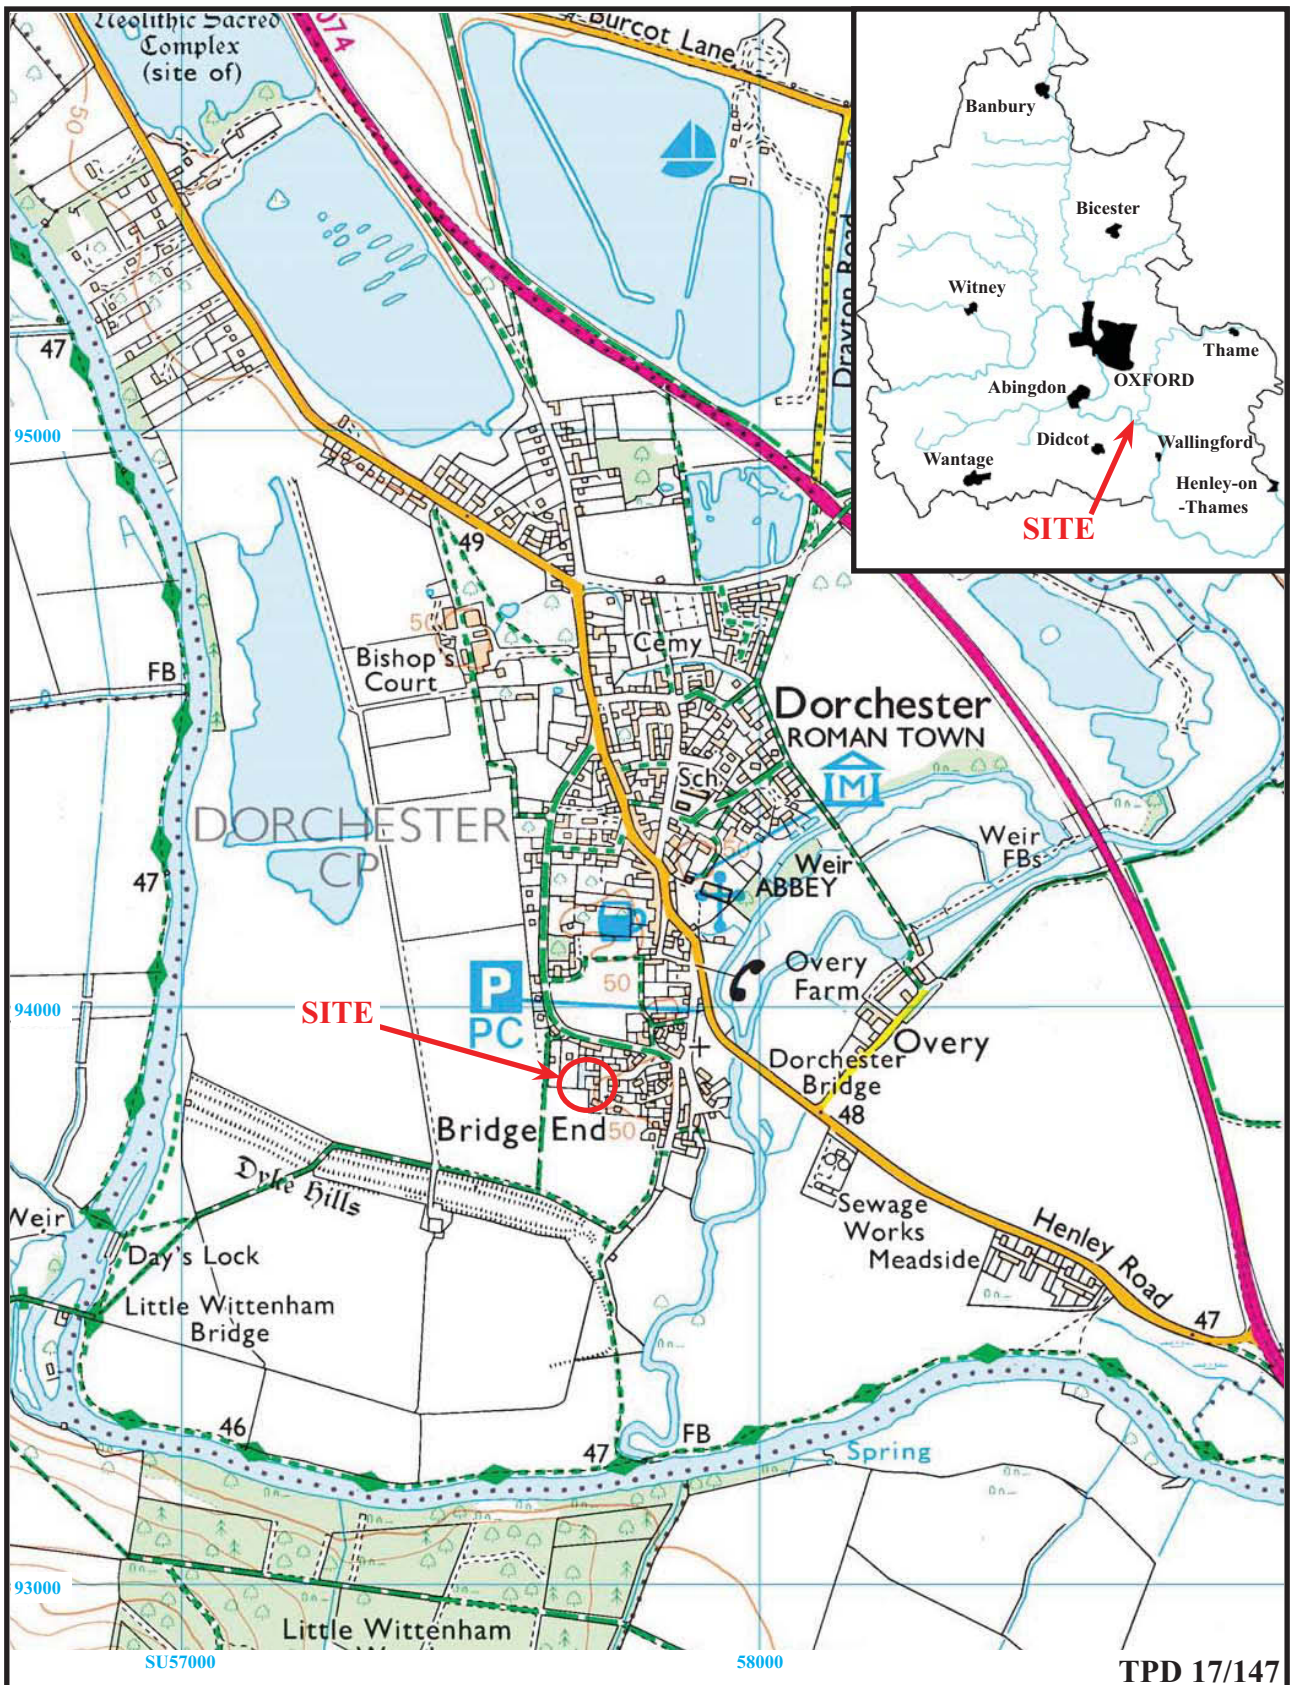 Neolithic Sacred
Complex
(site of)
074
Burcot Lane
50
Drayton Road
Banbury
Bicester
Witney
Thame
OXFORD
Abingdon
Didcot
Wallingford
Wantage
Henley-on
-Thames
SITE
47
95000
49
50
Bishop's
Court
Cemy
FB
Dorchester
ROMAN TOWN
M
Sch
DORCHESTER
CP
Weir
FBs
50
Weir
ABBEY
47
Overy
Farm
P
PC
50
94000
SITE
Overy
Dorchester
Bridge
48
Bridge End
50
Dyke Hills
Sewage
Works
Meadside
Henley Road
Weir
Day's Lock
Little Wittenham
Bridge
47
46
47
FB
Spring
93000
Little Wittenham
SU57000
58000
TPD 17/147